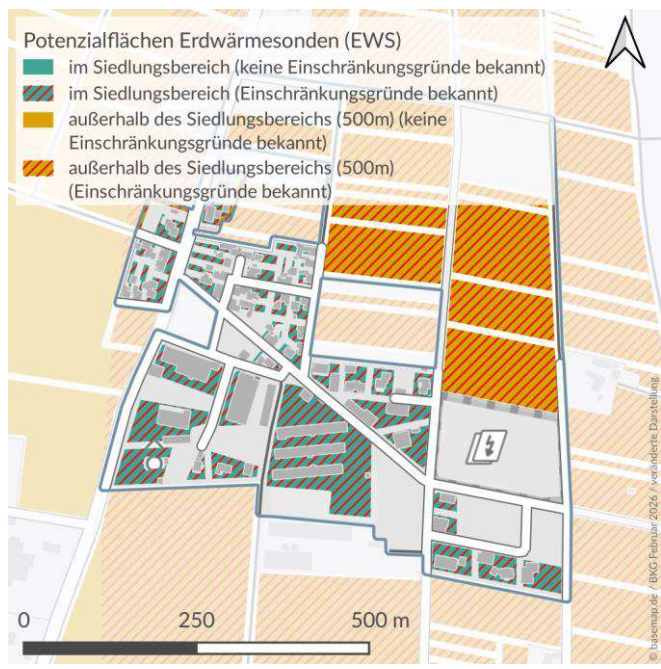 Potenzialflächen Erdwärmesonden (EWS)
im Siedlungsbereich (keine Einschränkungsgründe bekannt)
im Siedlungsbereich (Einschränkungsgründe bekannt)
außerhalb des Siedlungsbereichs (500m) (keine
Einschränkungsgründe bekannt)
außerhalb des Siedlungsbereichs (500m)
(Einschränkungsgründe bekannt)
0 250 500 m
© basemap.de / BKG Februar 2026 / veränderte Darstellung